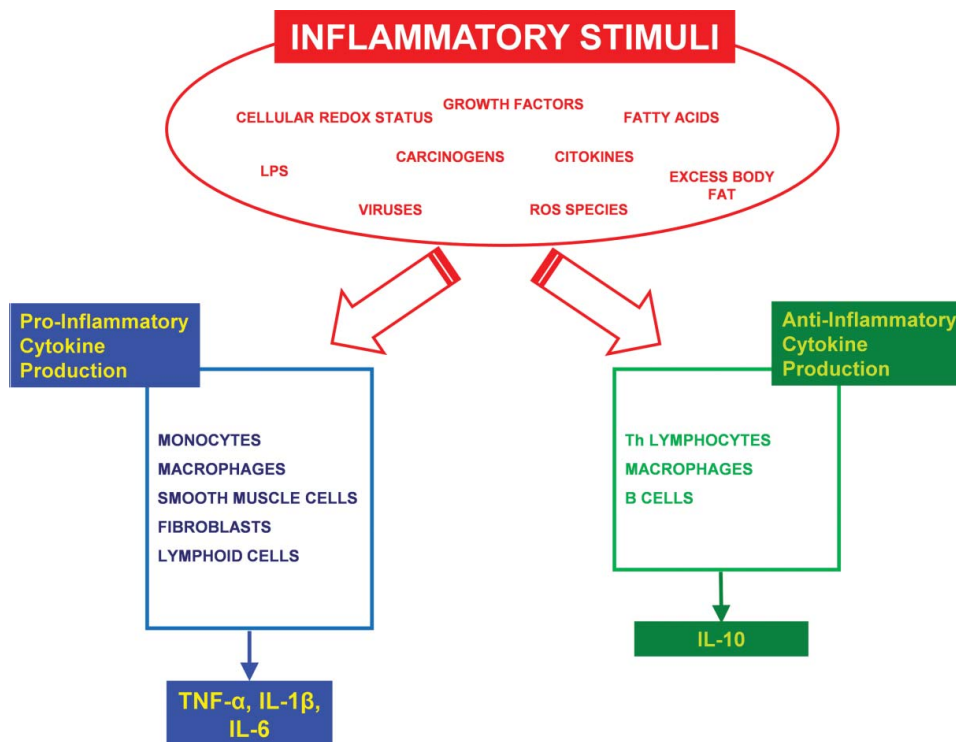 INFLAMMATORY STIMULI
GROWTH FACTORS
CELLULAR REDOX STATUS
FATTY ACIDS
CARCINOGENS
CITOKINES
LPS
EXCESS BODY
FAT
VIRUSES
ROS SPECIES
Pro-Inflammatory
Cytokine
Production
MONOCYTES
MACROPHAGES
SMOOTH MUSCLE CELLS
FIBROBLASTS
LYMPHOID CELLS
TNF-α, IL-1β,
IL-6
Anti-Inflammatory
Cytokine
Production
Th LYMPHOCYTES
MACROPHAGES
B CELLS
IL-10